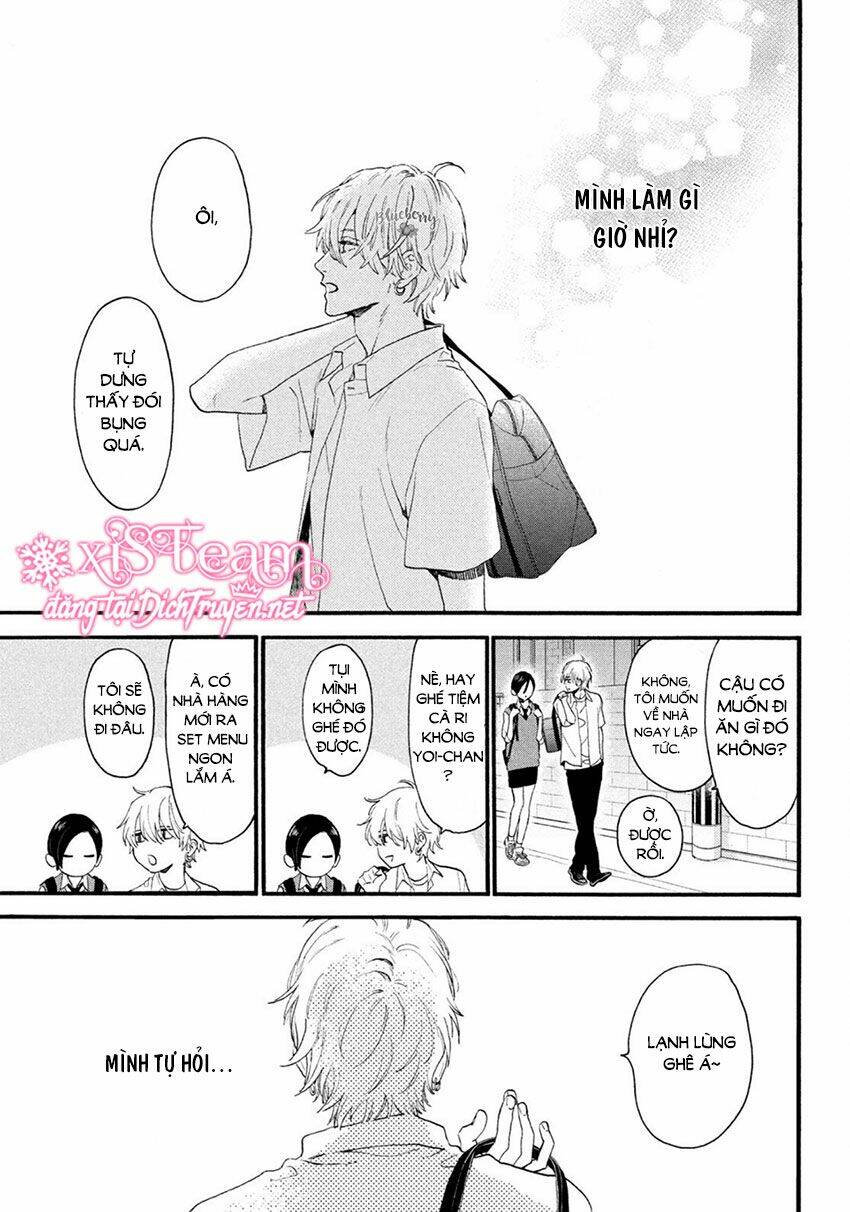 MÌNH LÀM GÌ
GIỜ NHỈ?
Blueberry
ÔI,
TỰ
DƯNG
THẤY ĐÓI
BỤNG
QUÁ.
xiSTeam
đăng tại DichTruyen.net
CẬU CÓ
MUỐN ĐI
ĂN GÌ ĐÓ
KHÔNG?
KHÔNG,
TÔI MUỐN
VỀ NHÀ
NGAY LẬP
TỨC.
Ờ,
ĐƯỢC
RỒI.
NÈ, HAY
GHÉ TIỆM
CÀ RI
KHÔNG
YOI-CHAN
?
TỤI
MÌNH
KHÔNG
GHÉ ĐÓ
ĐƯỢC.
À, CÓ
NHÀ HÀNG
MỚI RA
SET MENU
NGON
LẮM Á.
TÔI SẼ
KHÔNG
ĐI ĐÂU.
LẠNH LÙNG
GHÊ Á~
MÌNH TỰ HỎI...